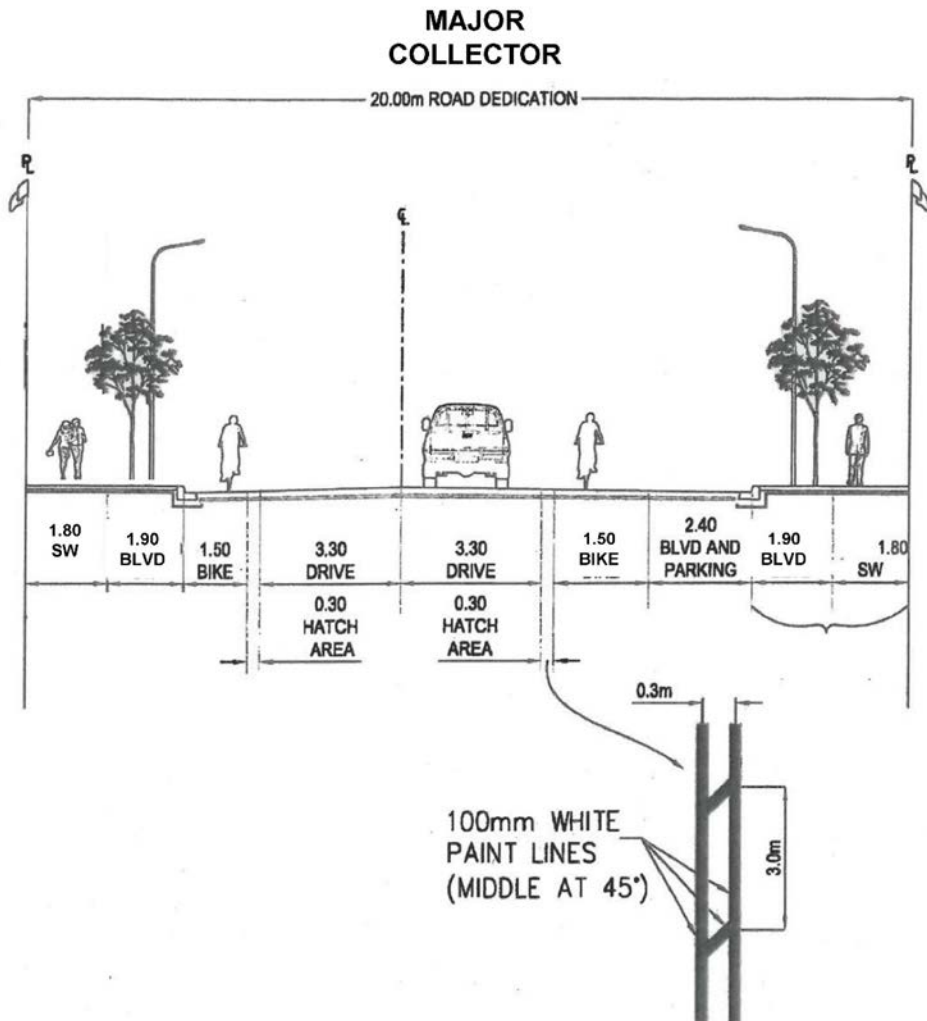 MAJOR
COLLECTOR
20.00m ROAD DEDICATION
PL
PL
CL
1.80
SW
1.90
BLVD
1.50
BIKE
3.30
DRIVE
3.30
DRIVE
1.50
BIKE
2.40
BLVD AND
PARKING
1.90
BLVD
1.80
SW
0.30
HATCH
AREA
0.30
HATCH
AREA
0.3m
100mm WHITE
PAINT LINES
(MIDDLE AT 45°)
3.0m